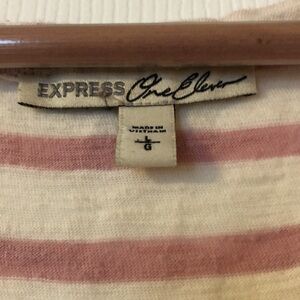 EXPRESS One Eleven
MADE IN
VIETNAM
L
G